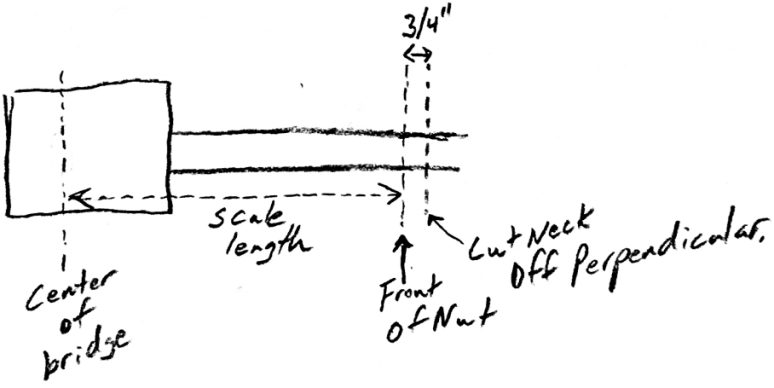 3/4"
scale
length
Cut Neck
Off Perpendicular.
Front
of Nut
Center
of
bridge